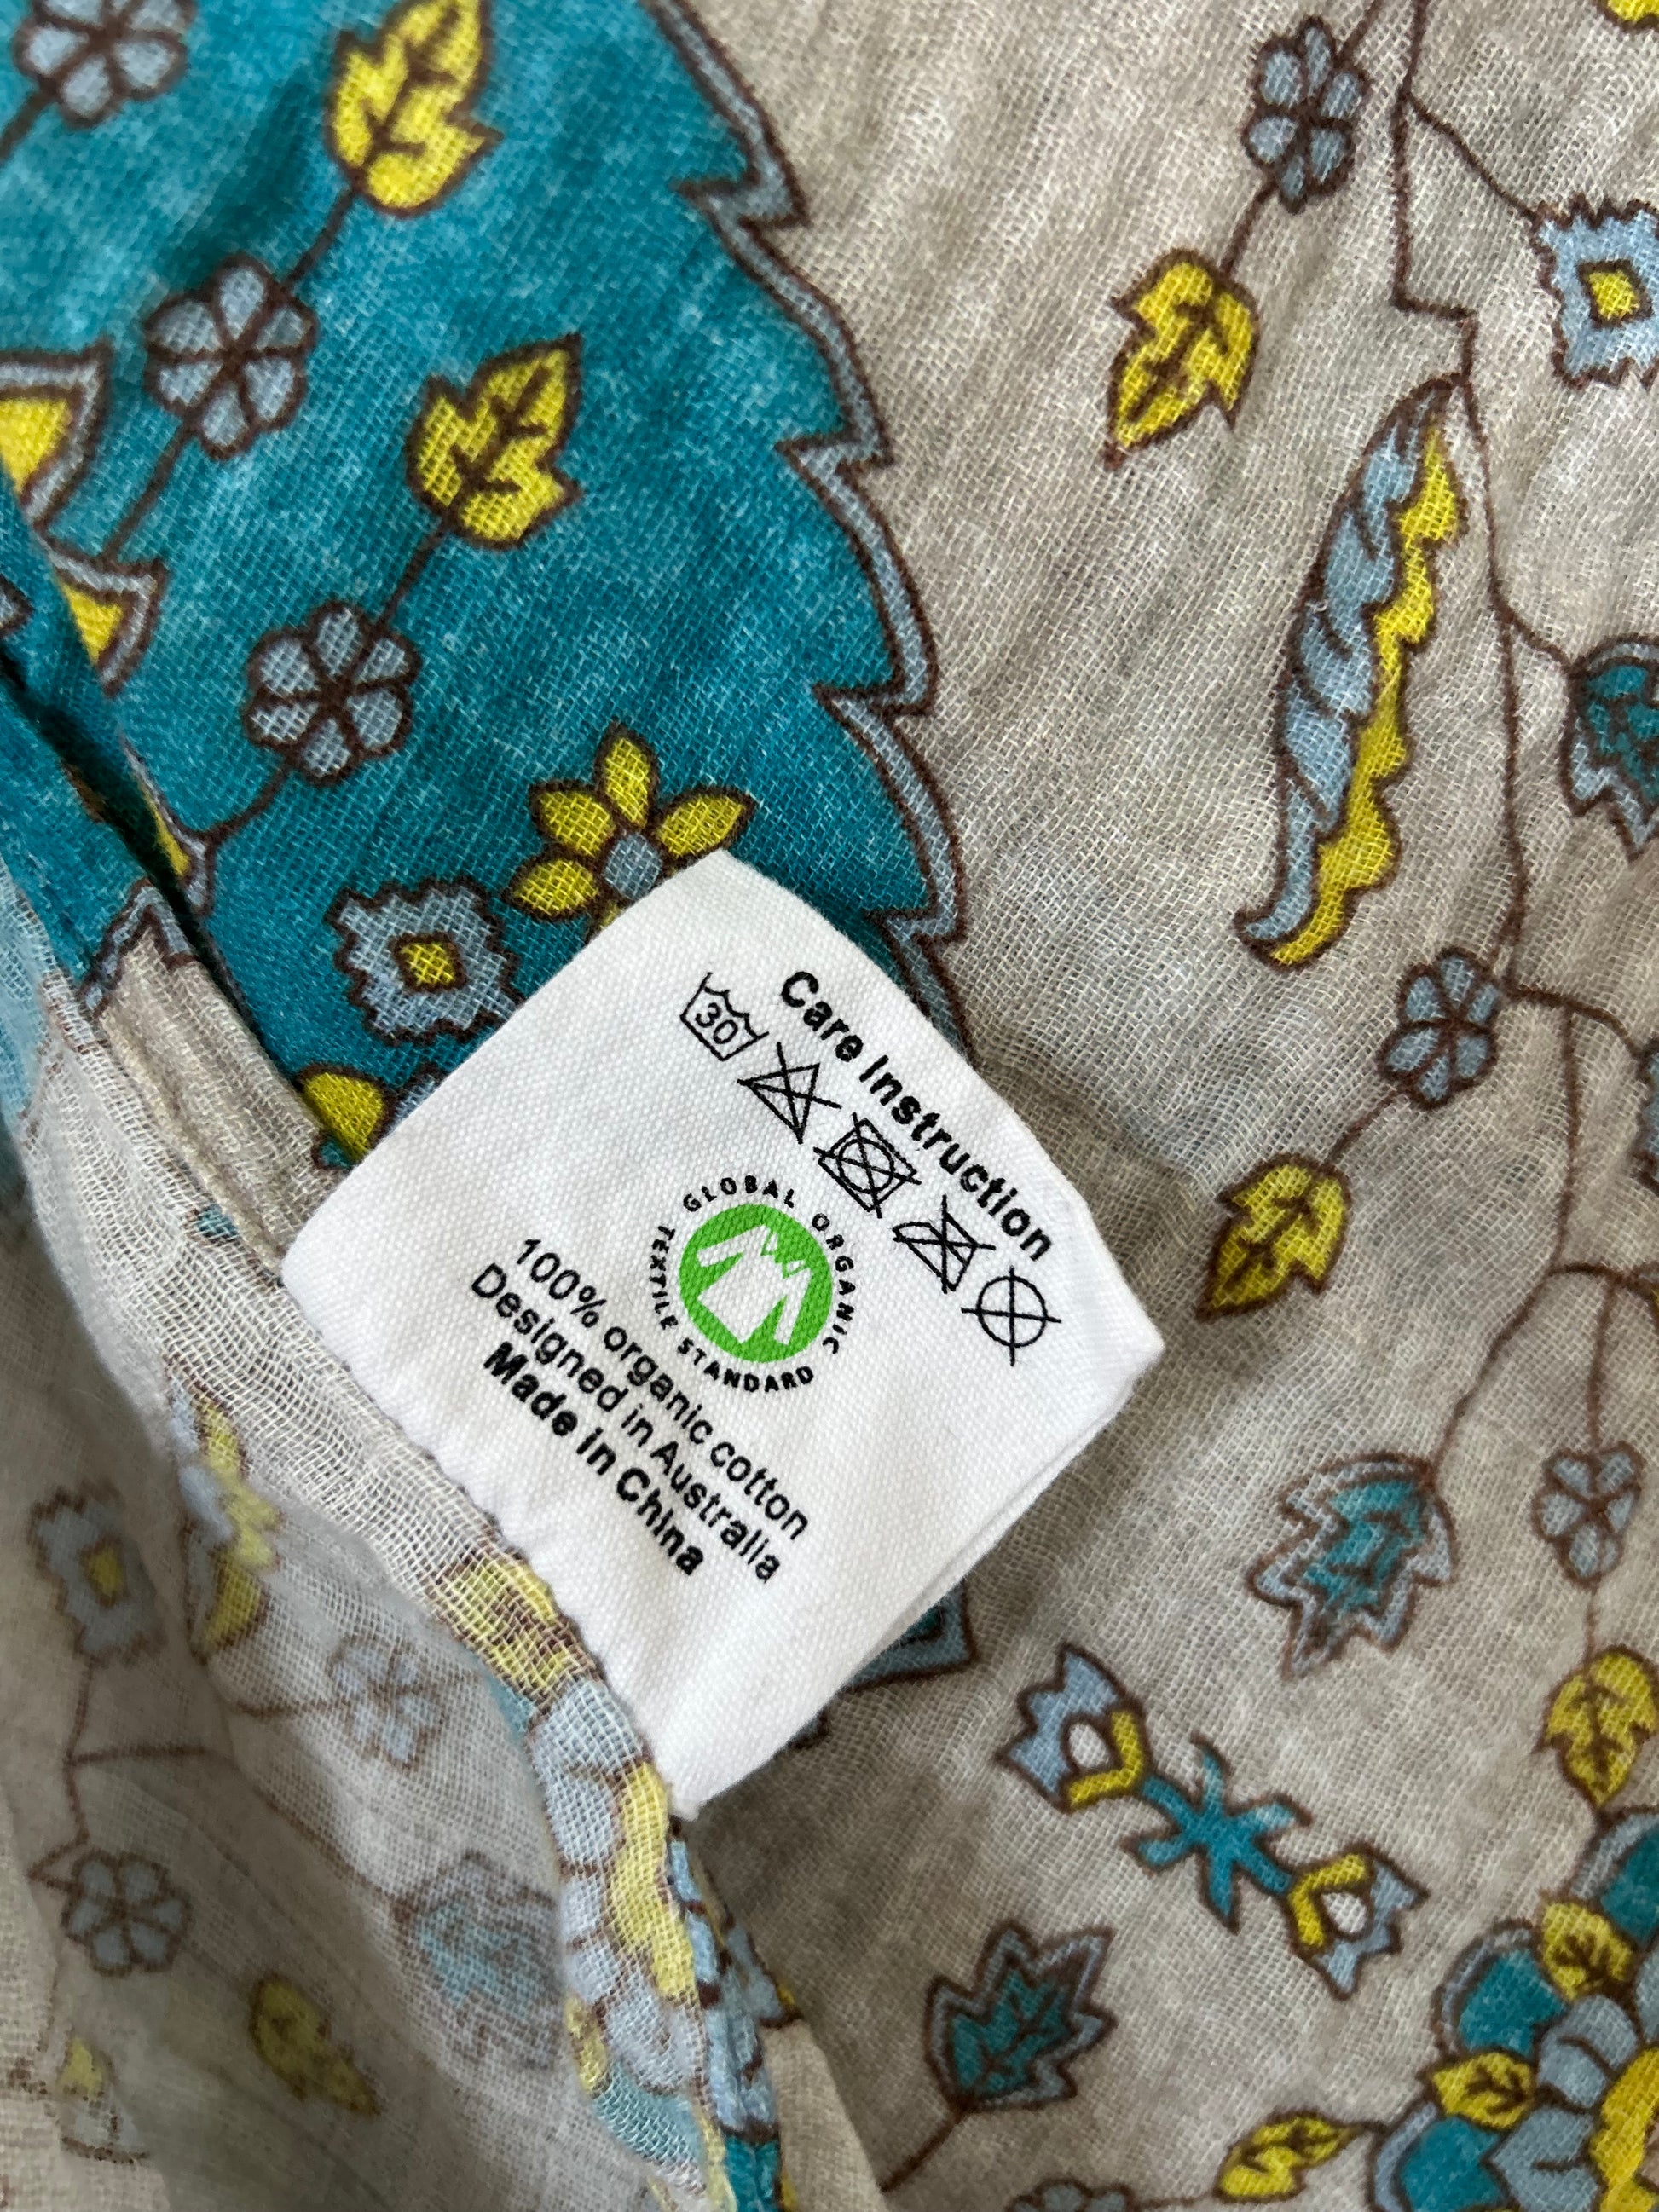 Care Instruction
30
GLOBAL ORGANIC
TEXTILE STANDARD
100% organic cotton
Designed in Australia
Made in China